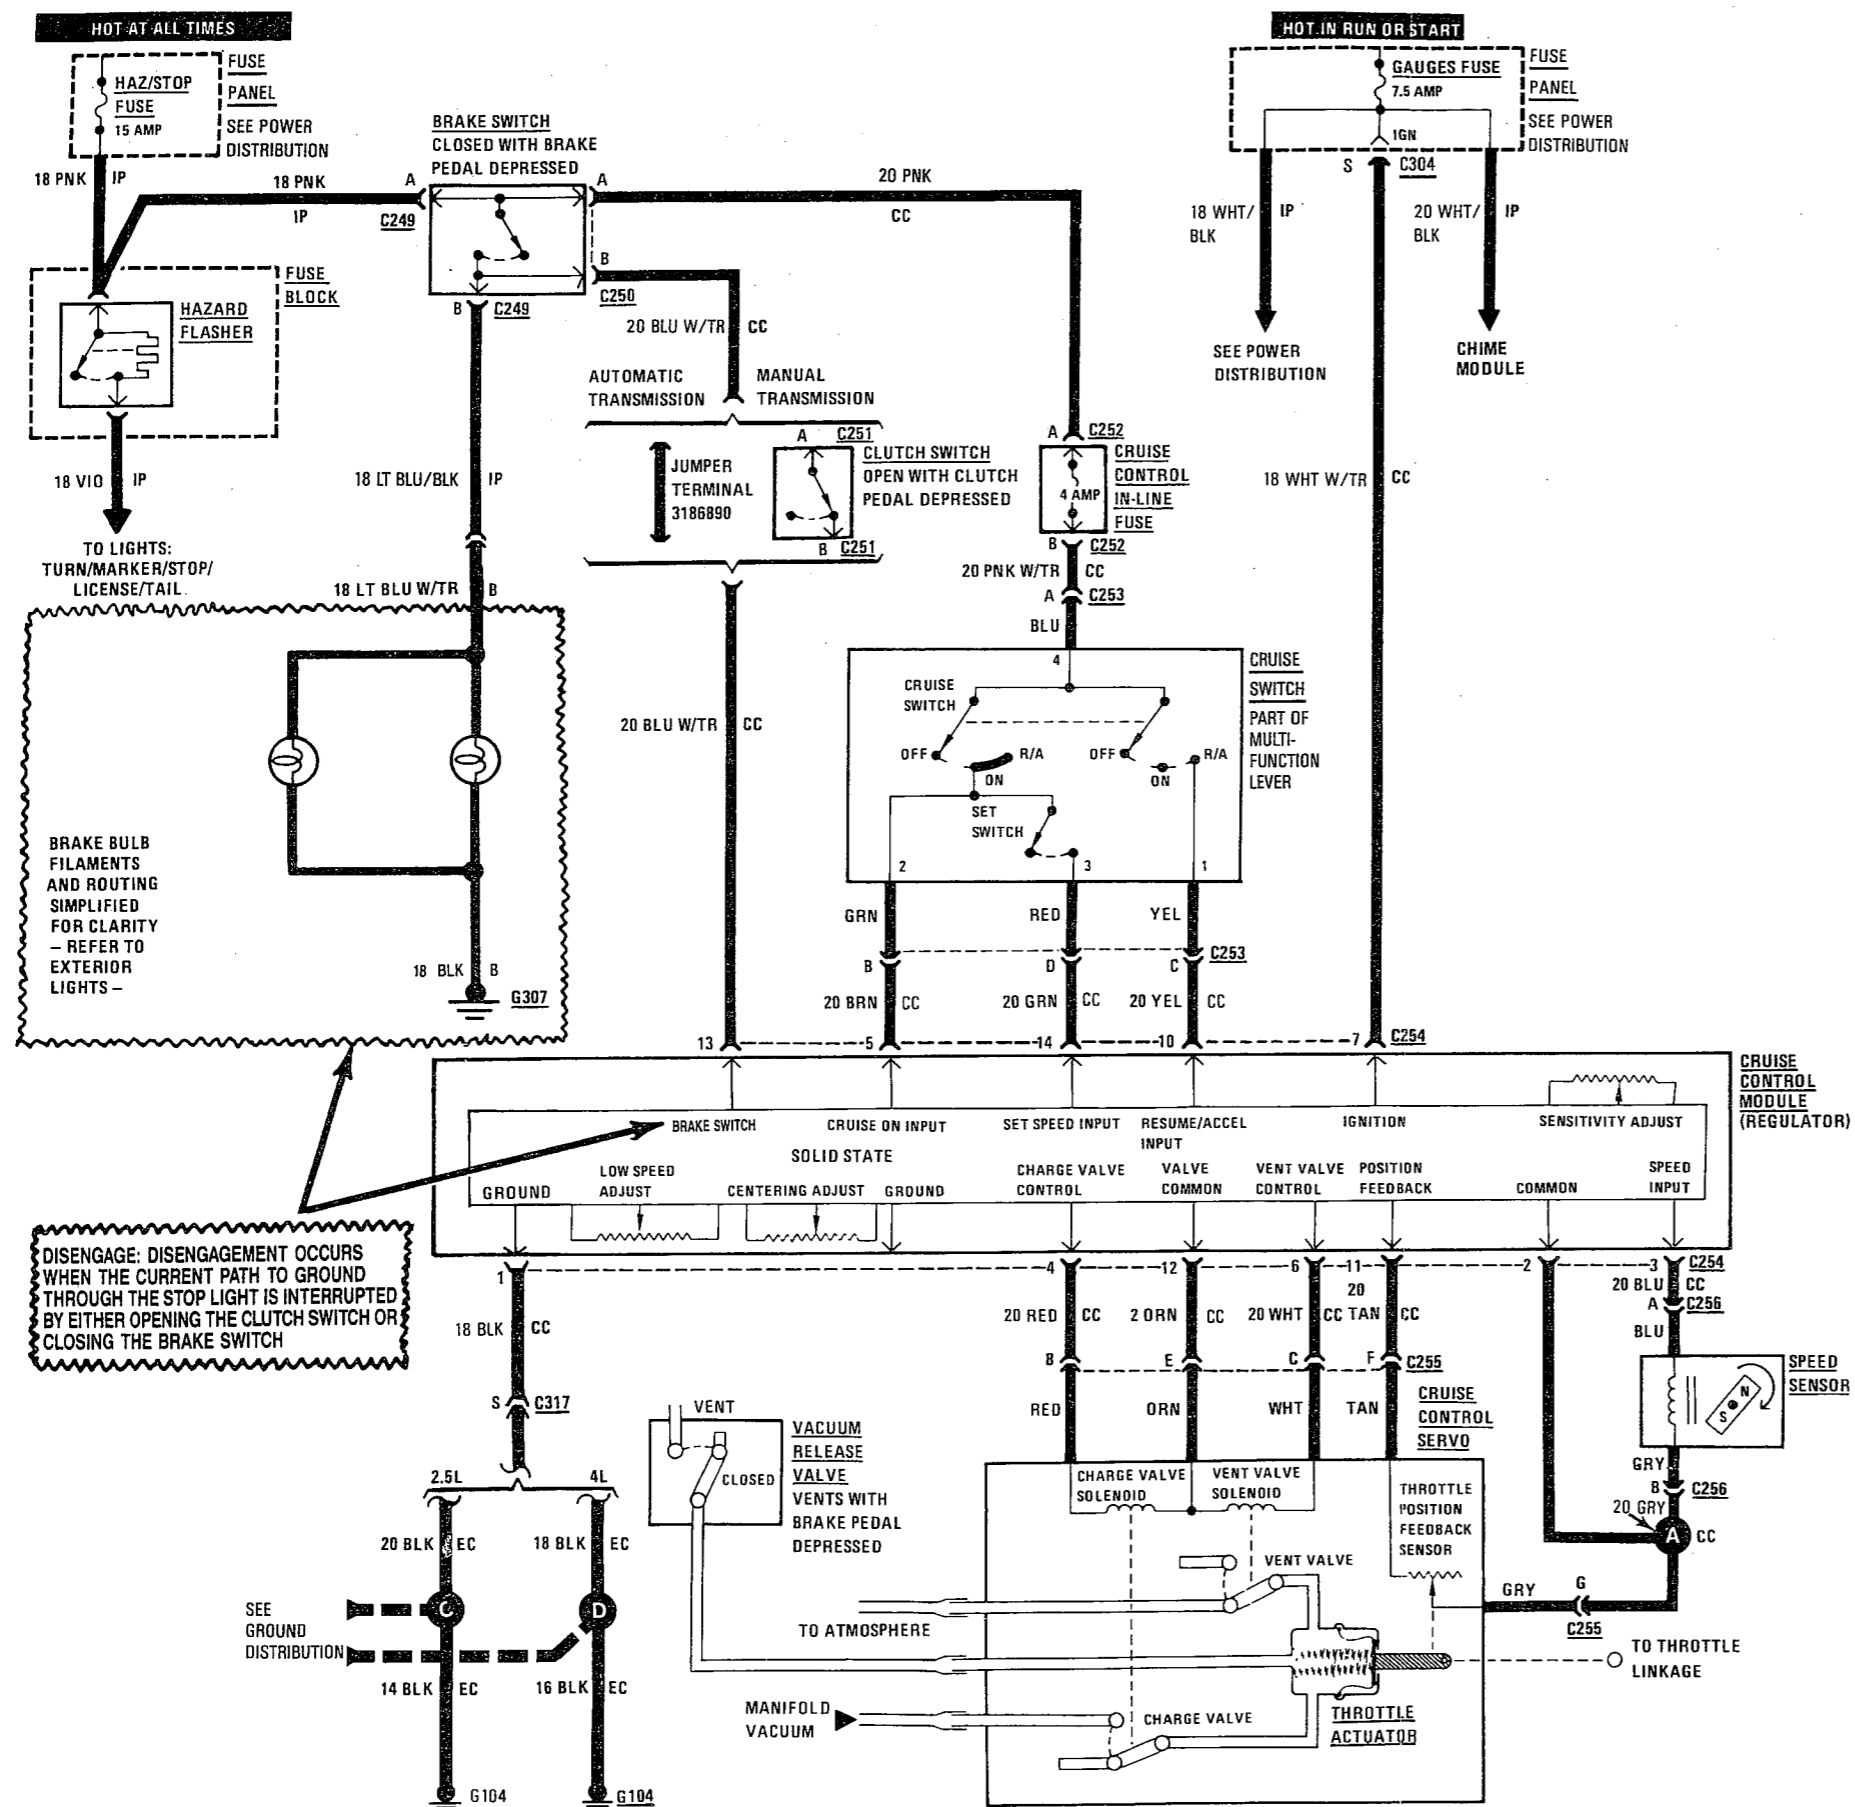 HOT AT ALL TIMES
HOT IN RUN OR START
HAZ/STOP
FUSE
15 AMP
FUSE
PANEL
SEE POWER
DISTRIBUTION
GAUGES FUSE
7.5 AMP
IGN
FUSE
PANEL
SEE POWER
DISTRIBUTION
BRAKE SWITCH
CLOSED WITH BRAKE
PEDAL DEPRESSED
18 PNK IP
18 PNK
IP
A
C249
A
20 PNK
CC
S C304
18 WHT/
BLK
IP
20 WHT/
BLK
IP
B
C250
B C249
FUSE
BLOCK
HAZARD
FLASHER
20 BLU W/TR CC
SEE POWER
DISTRIBUTION
CHIME
MODULE
AUTOMATIC
TRANSMISSION
MANUAL
TRANSMISSION
A C251
JUMPER
TERMINAL
3186890
CLUTCH SWITCH
OPEN WITH CLUTCH
PEDAL DEPRESSED
B C251
A C252
CRUISE
CONTROL
IN-LINE
FUSE
4 AMP
B C252
18 WHT W/TR CC
18 VIO IP
18 LT BLU/BLK IP
TO LIGHTS:
TURN/MARKER/STOP/
LICENSE/TAIL
18 LT BLU W/TR B
20 PNK W/TR CC
A C253
BLU
4
CRUISE
SWITCH
PART OF
MULTI-
FUNCTION
LEVER
CRUISE
SWITCH
OFF
R/A
ON
OFF
R/A
ON
SET
SWITCH
2
3
1
20 BLU W/TR CC
BRAKE BULB
FILAMENTS
AND ROUTING
SIMPLIFIED
FOR CLARITY
– REFER TO
EXTERIOR
LIGHTS –
18 BLK B
G307
GRN
RED
YEL
B
D
C
C253
20 BRN CC
20 GRN CC
20 YEL CC
13
5
14
10
7
C254
CRUISE
CONTROL
MODULE
(REGULATOR)
BRAKE SWITCH
CRUISE ON INPUT
SET SPEED INPUT
RESUME/ACCEL
INPUT
IGNITION
SENSITIVITY ADJUST
SOLID STATE
GROUND
LOW SPEED
ADJUST
CENTERING ADJUST
GROUND
CHARGE VALVE
CONTROL
VALVE
COMMON
VENT VALVE
CONTROL
POSITION
FEEDBACK
COMMON
SPEED
INPUT
DISENGAGE: DISENGAGEMENT OCCURS
WHEN THE CURRENT PATH TO GROUND
THROUGH THE STOP LIGHT IS INTERRUPTED
BY EITHER OPENING THE CLUTCH SWITCH OR
CLOSING THE BRAKE SWITCH
1
4
12
6
11
2
3
C254
18 BLK CC
20 RED CC
2 ORN CC
20 WHT CC
20
TAN CC
20 BLU CC
A C256
BLU
B
E
C
F
C255
SPEED
SENSOR
N
S
S C317
RED
ORN
WHT
TAN
CRUISE
CONTROL
SERVO
GRY
B C256
20 GRY
A CC
VENT
CLOSED
VACUUM
RELEASE
VALVE
VENTS WITH
BRAKE PEDAL
DEPRESSED
2.5L
4L
20 BLK EC
18 BLK EC
CHARGE VALVE
SOLENOID
VENT VALVE
SOLENOID
THROTTLE
POSITION
FEEDBACK
SENSOR
VENT VALVE
GRY
G
C255
SEE
GROUND
DISTRIBUTION
C
D
TO ATMOSPHERE
TO THROTTLE
LINKAGE
14 BLK EC
16 BLK EC
MANIFOLD
VACUUM
CHARGE VALVE
THROTTLE
ACTUATOR
G104
G104